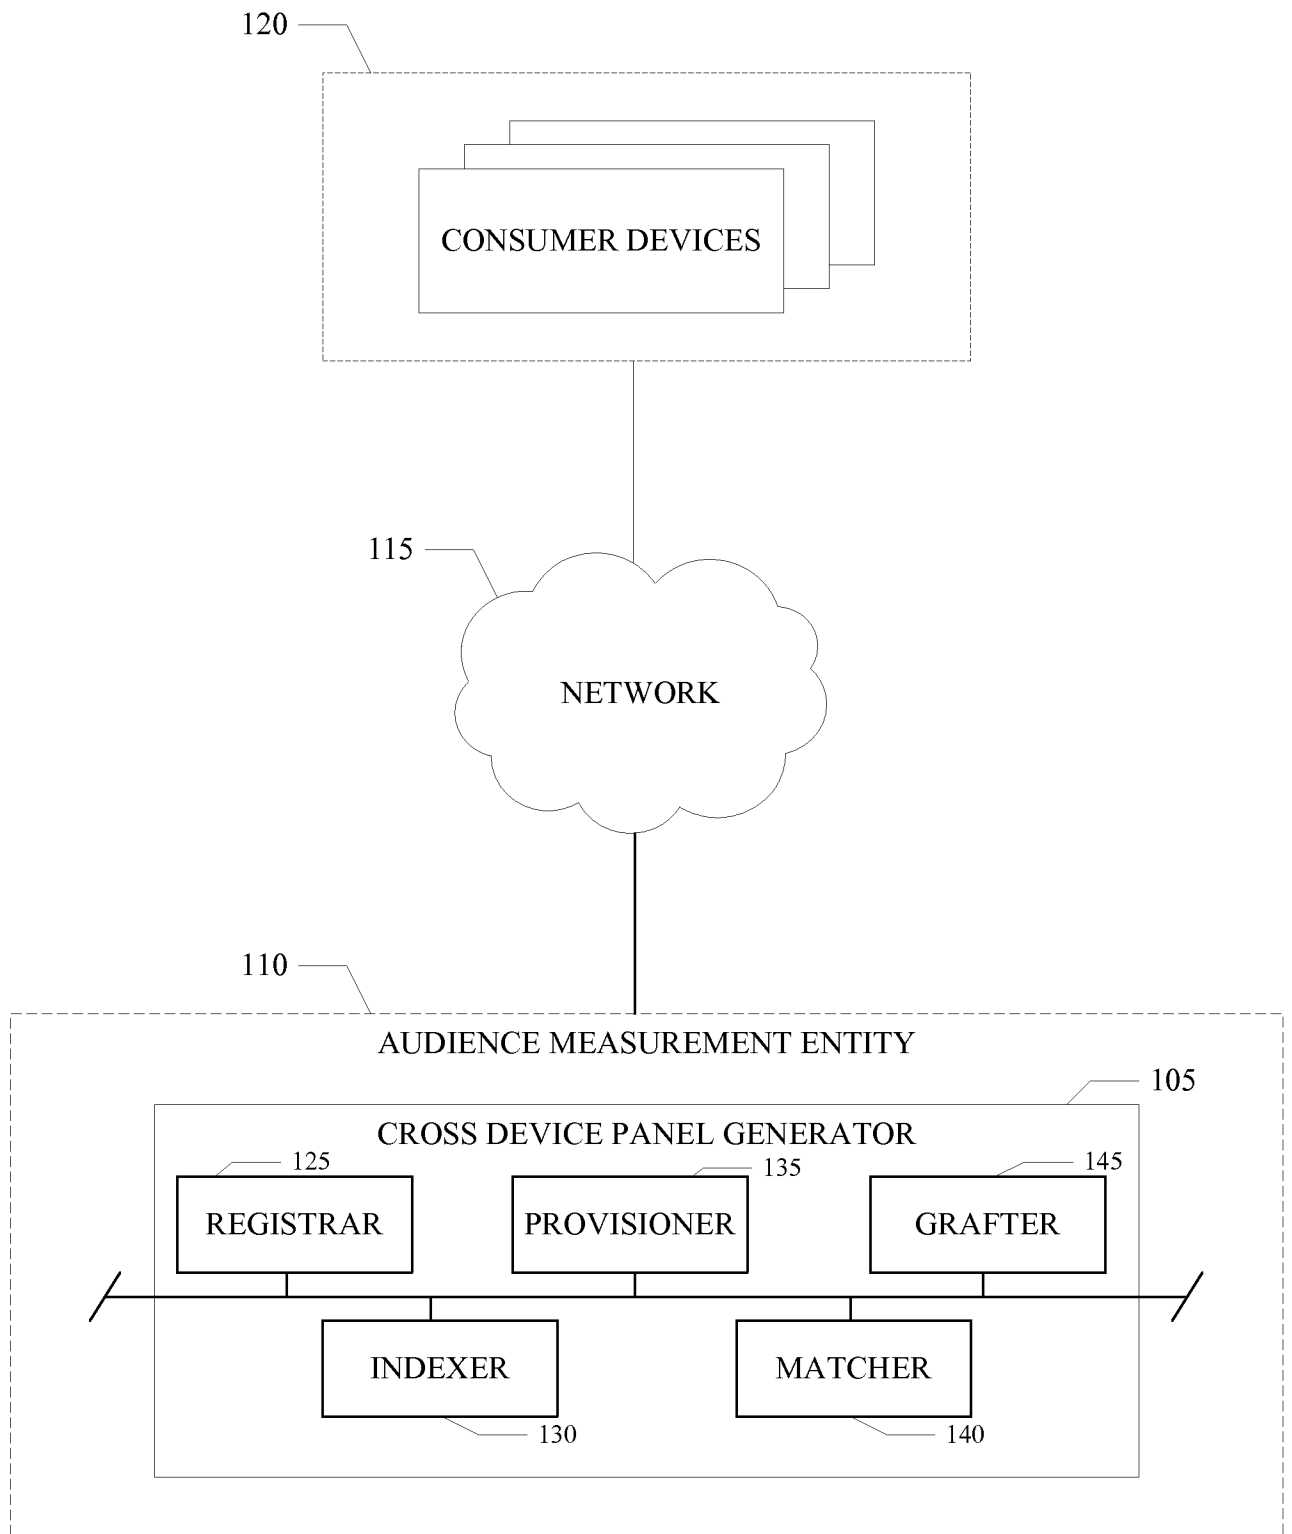 120
CONSUMER DEVICES
115
NETWORK
110
AUDIENCE MEASUREMENT ENTITY
105
CROSS DEVICE PANEL GENERATOR
125
135
145
REGISTRAR
PROVISIONER
GRAFTER
INDEXER
MATCHER
130
140